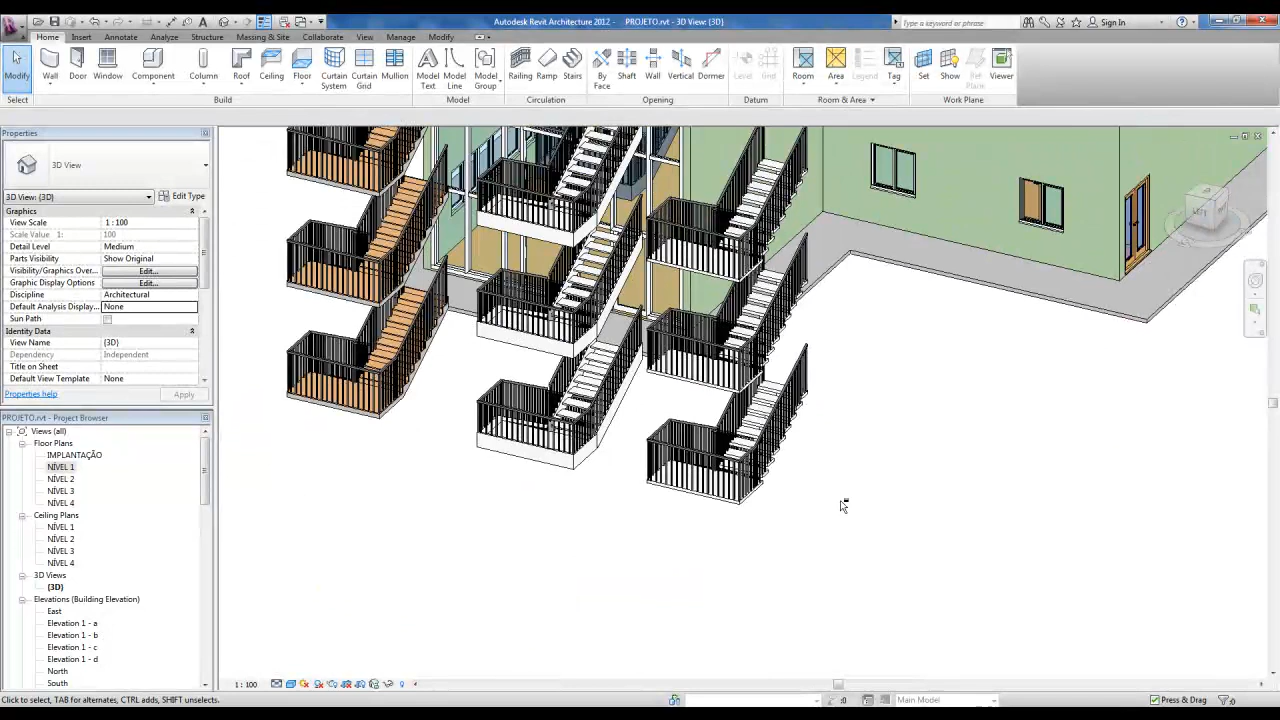 Autodesk Revit Architecture 2012 - PROJETO.rvt - 3D View: {3D}
Type a keyword or phrase
Sign In
Home Insert Annotate Analyze Structure Massing & Site Collaborate View Manage Modify
Modify Wall Door Window Component Column Roof Ceiling Floor Curtain System Curtain Grid Mullion Model Text Model Line Model Group Railing Ramp Stairs By Face Shaft Wall Vertical Dormer Level Grid Room Area Legend Tag Set Show Ref Plane Viewer
Select Build Model Circulation Opening Datum Room & Area Work Plane
Properties
3D View
3D View: {3D} Edit Type
Graphics
View Scale 1 : 100
Scale Value 1: 100
Detail Level Medium
Parts Visibility Show Original
Visibility/Graphics Over... Edit...
Graphic Display Options Edit...
Discipline Architectural
Default Analysis Display... None
Sun Path
Identity Data
View Name {3D}
Dependency Independent
Title on Sheet
Default View Template None
Properties help Apply
PROJETO.rvt - Project Browser
Views (all)
Floor Plans
IMPLANTAÇÃO
NÍVEL 1
NÍVEL 2
NÍVEL 3
NÍVEL 4
Ceiling Plans
NÍVEL 1
NÍVEL 2
NÍVEL 3
NÍVEL 4
3D Views
{3D}
Elevations (Building Elevation)
East
Elevation 1 - a
Elevation 1 - b
Elevation 1 - c
Elevation 1 - d
North
South
1 : 100
Click to select, TAB for alternates, CTRL adds, SHIFT unselects.
:0
Main Model
Press & Drag
:0